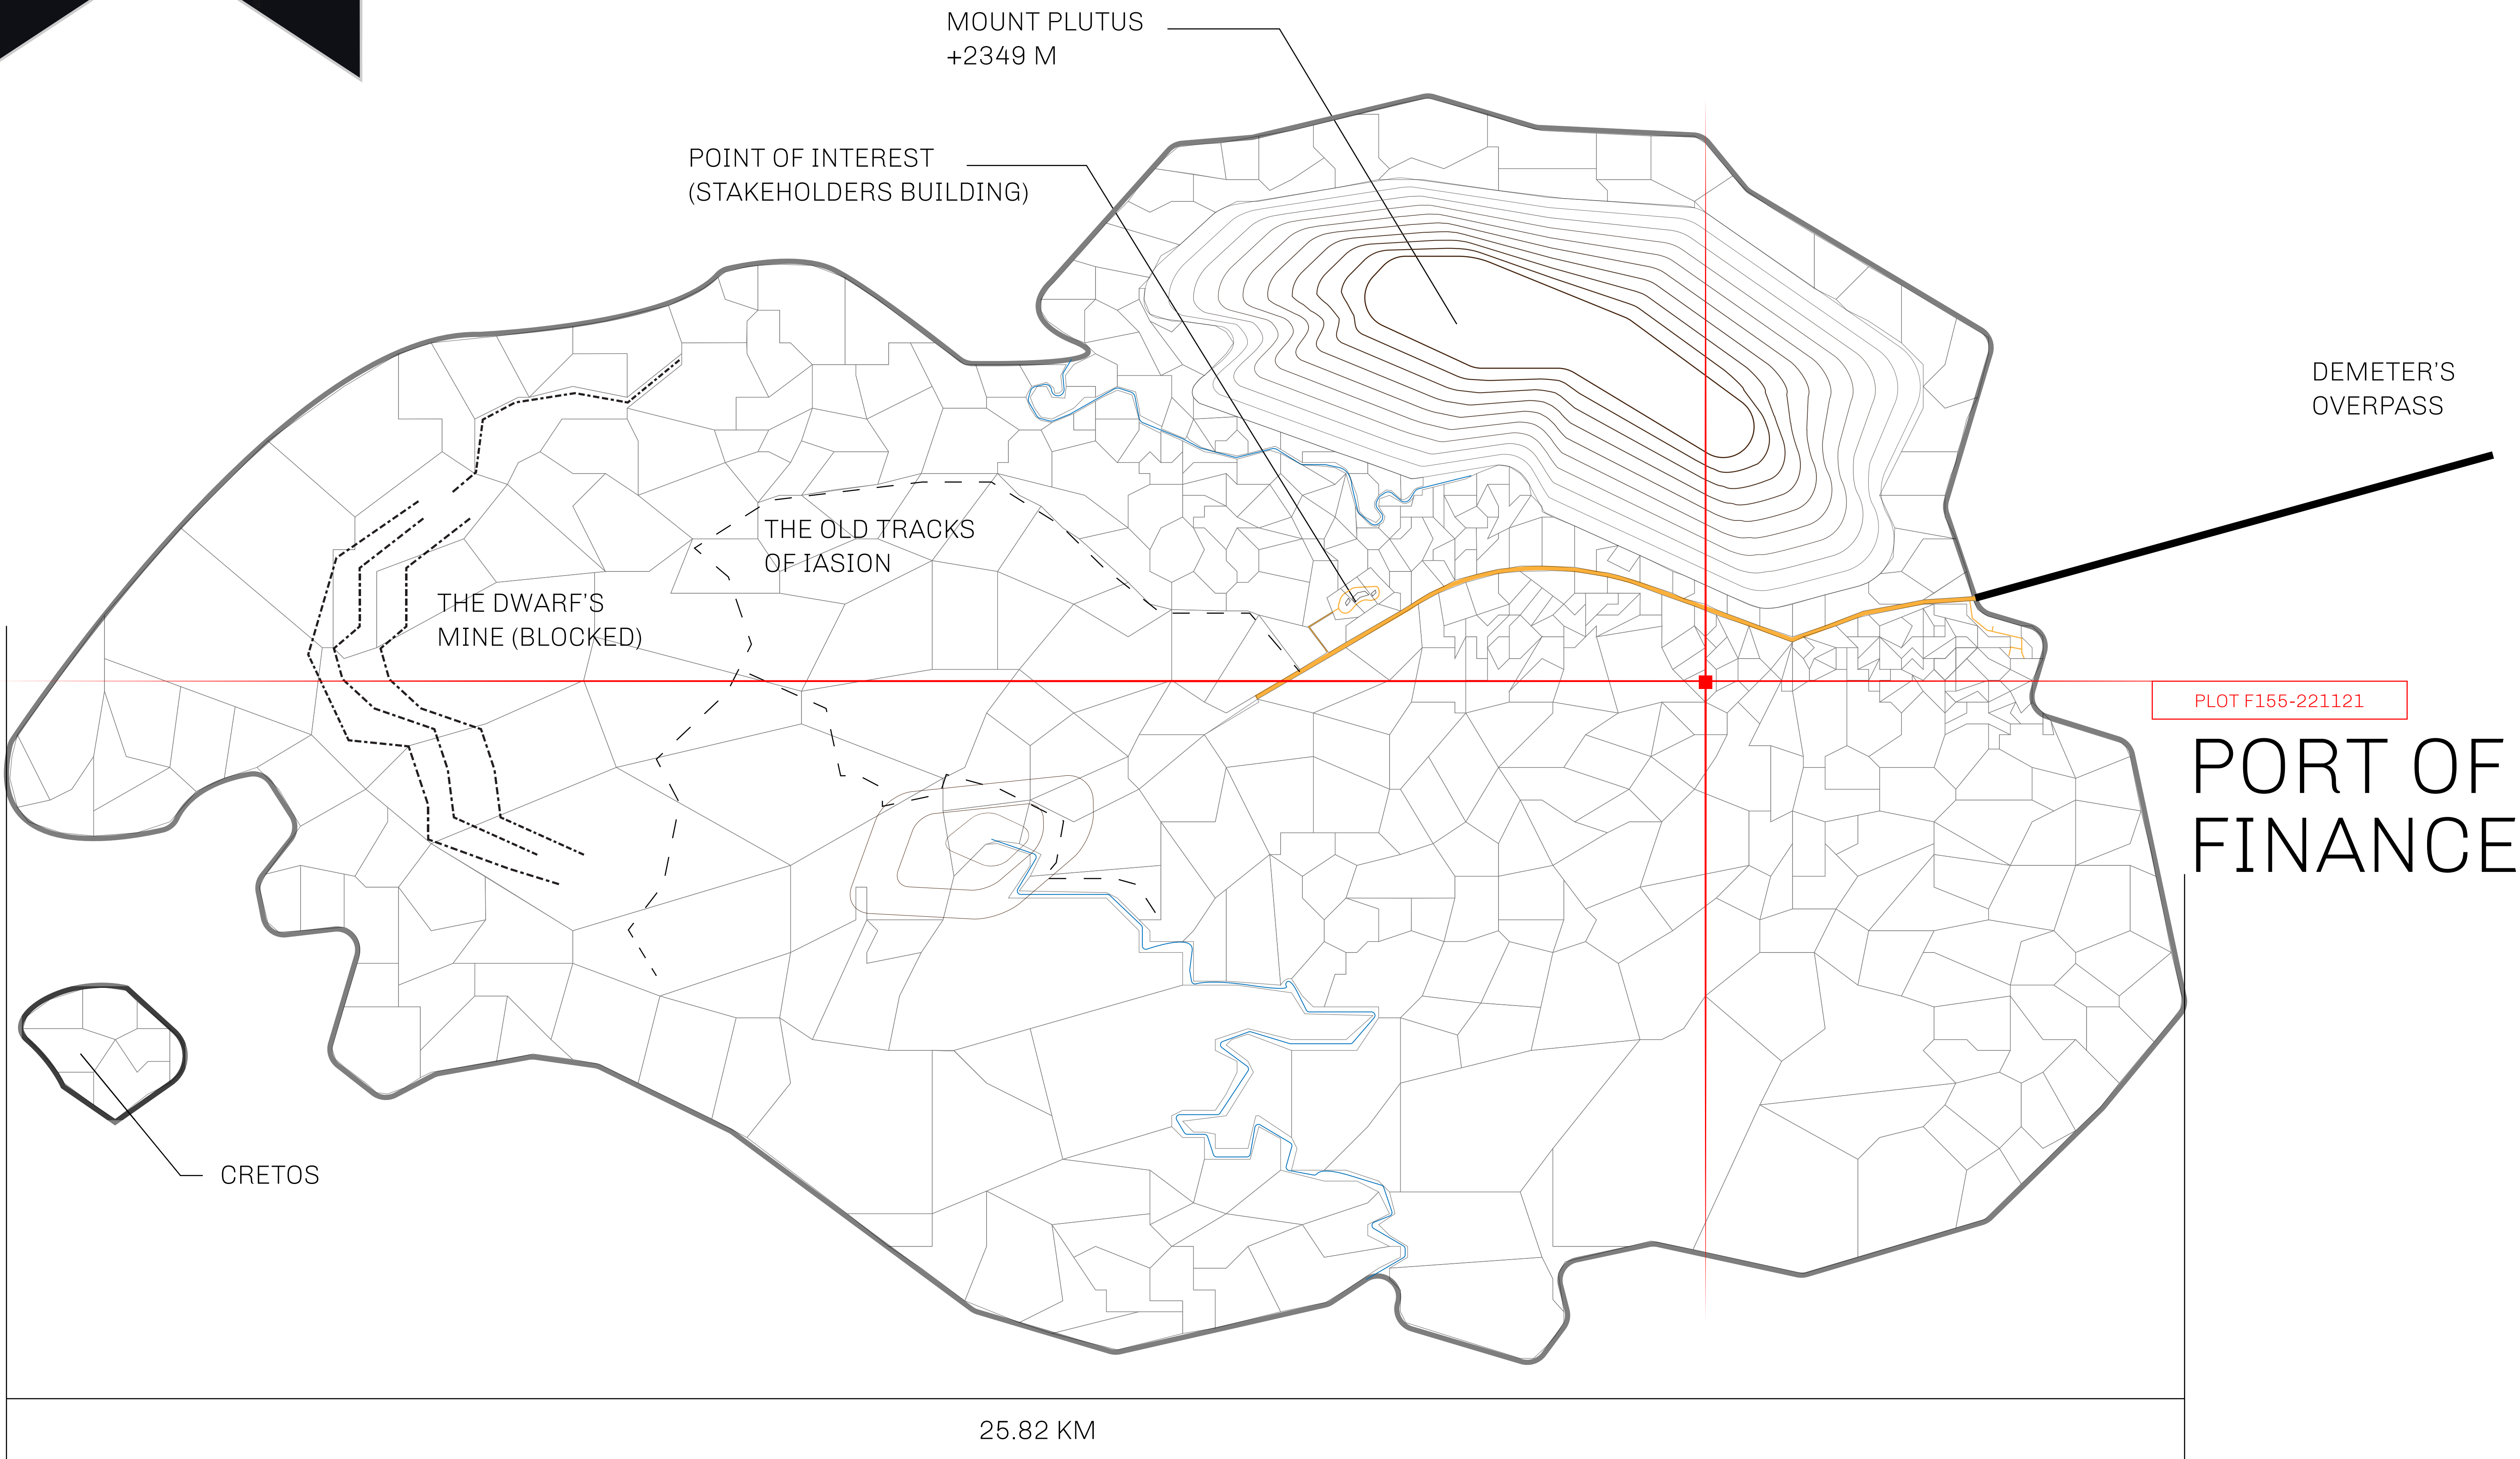 MOUNT PLUTUS
+2349 M
POINT OF INTEREST
(STAKEHOLDERS BUILDING)
DEMETER'S
OVERPASS
THE OLD TRACKS
OF IASION
THE DWARF'S
MINE (BLOCKED)
PLOT F155-221121
PORT OF
FINANCE
CRETOS
25.82 KM